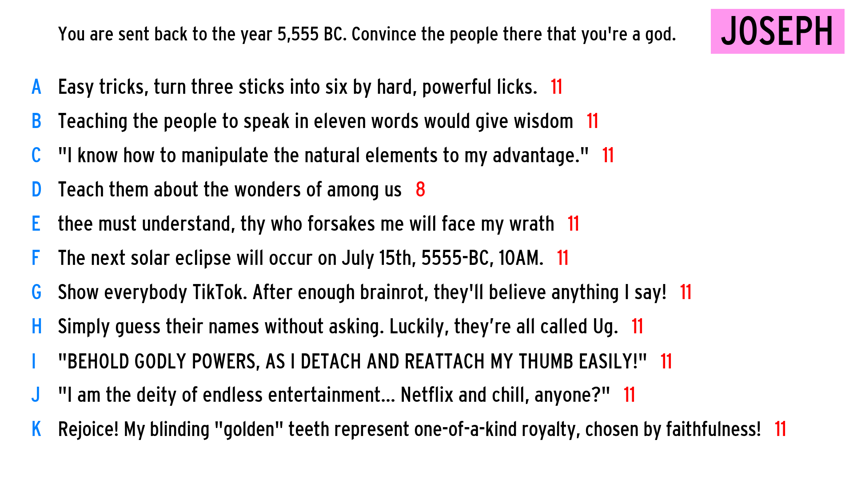 You are sent back to the year 5,555 BC. Convince the people there that you're a god.
JOSEPH
A Easy tricks, turn three sticks into six by hard, powerful licks. 11
B Teaching the people to speak in eleven words would give wisdom 11
C "I know how to manipulate the natural elements to my advantage." 11
D Teach them about the wonders of among us 8
E thee must understand, thy who forsakes me will face my wrath 11
F The next solar eclipse will occur on July 15th, 5555-BC, 10AM. 11
G Show everybody TikTok. After enough brainrot, they'll believe anything I say! 11
H Simply guess their names without asking. Luckily, they’re all called Ug. 11
I "BEHOLD GODLY POWERS, AS I DETACH AND REATTACH MY THUMB EASILY!" 11
J "I am the deity of endless entertainment... Netflix and chill, anyone?" 11
K Rejoice! My blinding "golden" teeth represent one-of-a-kind royalty, chosen by faithfulness! 11